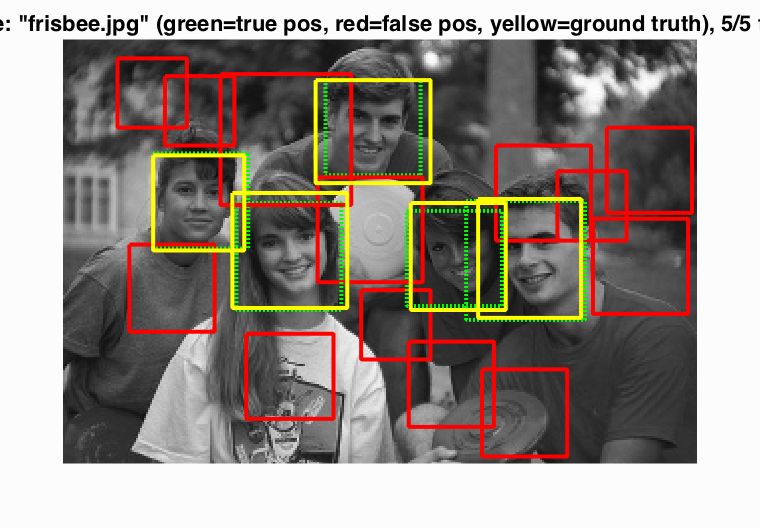 : "frisbee.jpg" (green=true pos, red=false pos, yellow=ground truth), 5/5